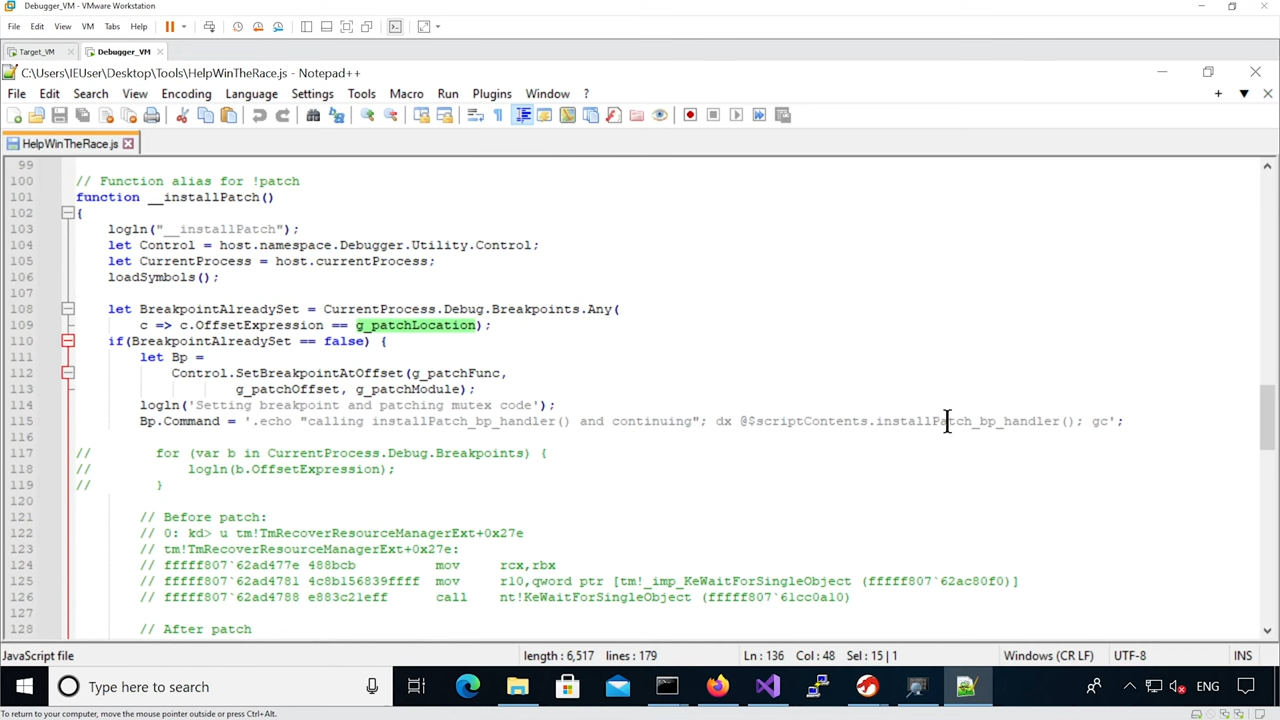 Debugger_VM - VMware Workstation
File Edit View VM Tabs Help
Target_VM Debugger_VM
C:\Users\IEUser\Desktop\Tools\HelpWinTheRace.js - Notepad++
File Edit Search View Encoding Language Settings Tools Macro Run Plugins Window ?
HelpWinTheRace.js
99
100 // Function alias for !patch
101 function __installPatch()
102 {
103 logln("__installPatch");
104 let Control = host.namespace.Debugger.Utility.Control;
105 let CurrentProcess = host.currentProcess;
106 loadSymbols();
107
108 let BreakpointAlreadySet = CurrentProcess.Debug.Breakpoints.Any(
109 c => c.OffsetExpression == g_patchLocation);
110 if(BreakpointAlreadySet == false) {
111 let Bp =
112 Control.SetBreakpointAtOffset(g_patchFunc,
113 g_patchOffset, g_patchModule);
114 logln('Setting breakpoint and patching mutex code');
115 Bp.Command = '.echo "calling installPatch_bp_handler() and continuing"; dx @$scriptContents.installPatch_bp_handler(); gc';
116
117 // for (var b in CurrentProcess.Debug.Breakpoints) {
118 // logln(b.OffsetExpression);
119 // }
120
121 // Before patch:
122 // 0: kd> u tm!TmRecoverResourceManagerExt+0x27e
123 // tm!TmRecoverResourceManagerExt+0x27e:
124 // fffff807`62ad477e 488bcb mov rcx,rbx
125 // fffff807`62ad4781 4c8b156839ffff mov r10,qword ptr [tm!_imp_KeWaitForSingleObject (fffff807`62ac80f0)]
126 // fffff807`62ad4788 e883c21eff call nt!KeWaitForSingleObject (fffff807`61cc0a10)
127
128 // After patch
JavaScript file length : 6,517 lines : 179 Ln : 136 Col : 48 Sel : 15 | 1 Windows (CR LF) UTF-8 INS
Type here to search ENG
To return to your computer, move the mouse pointer outside or press Ctrl+Alt.